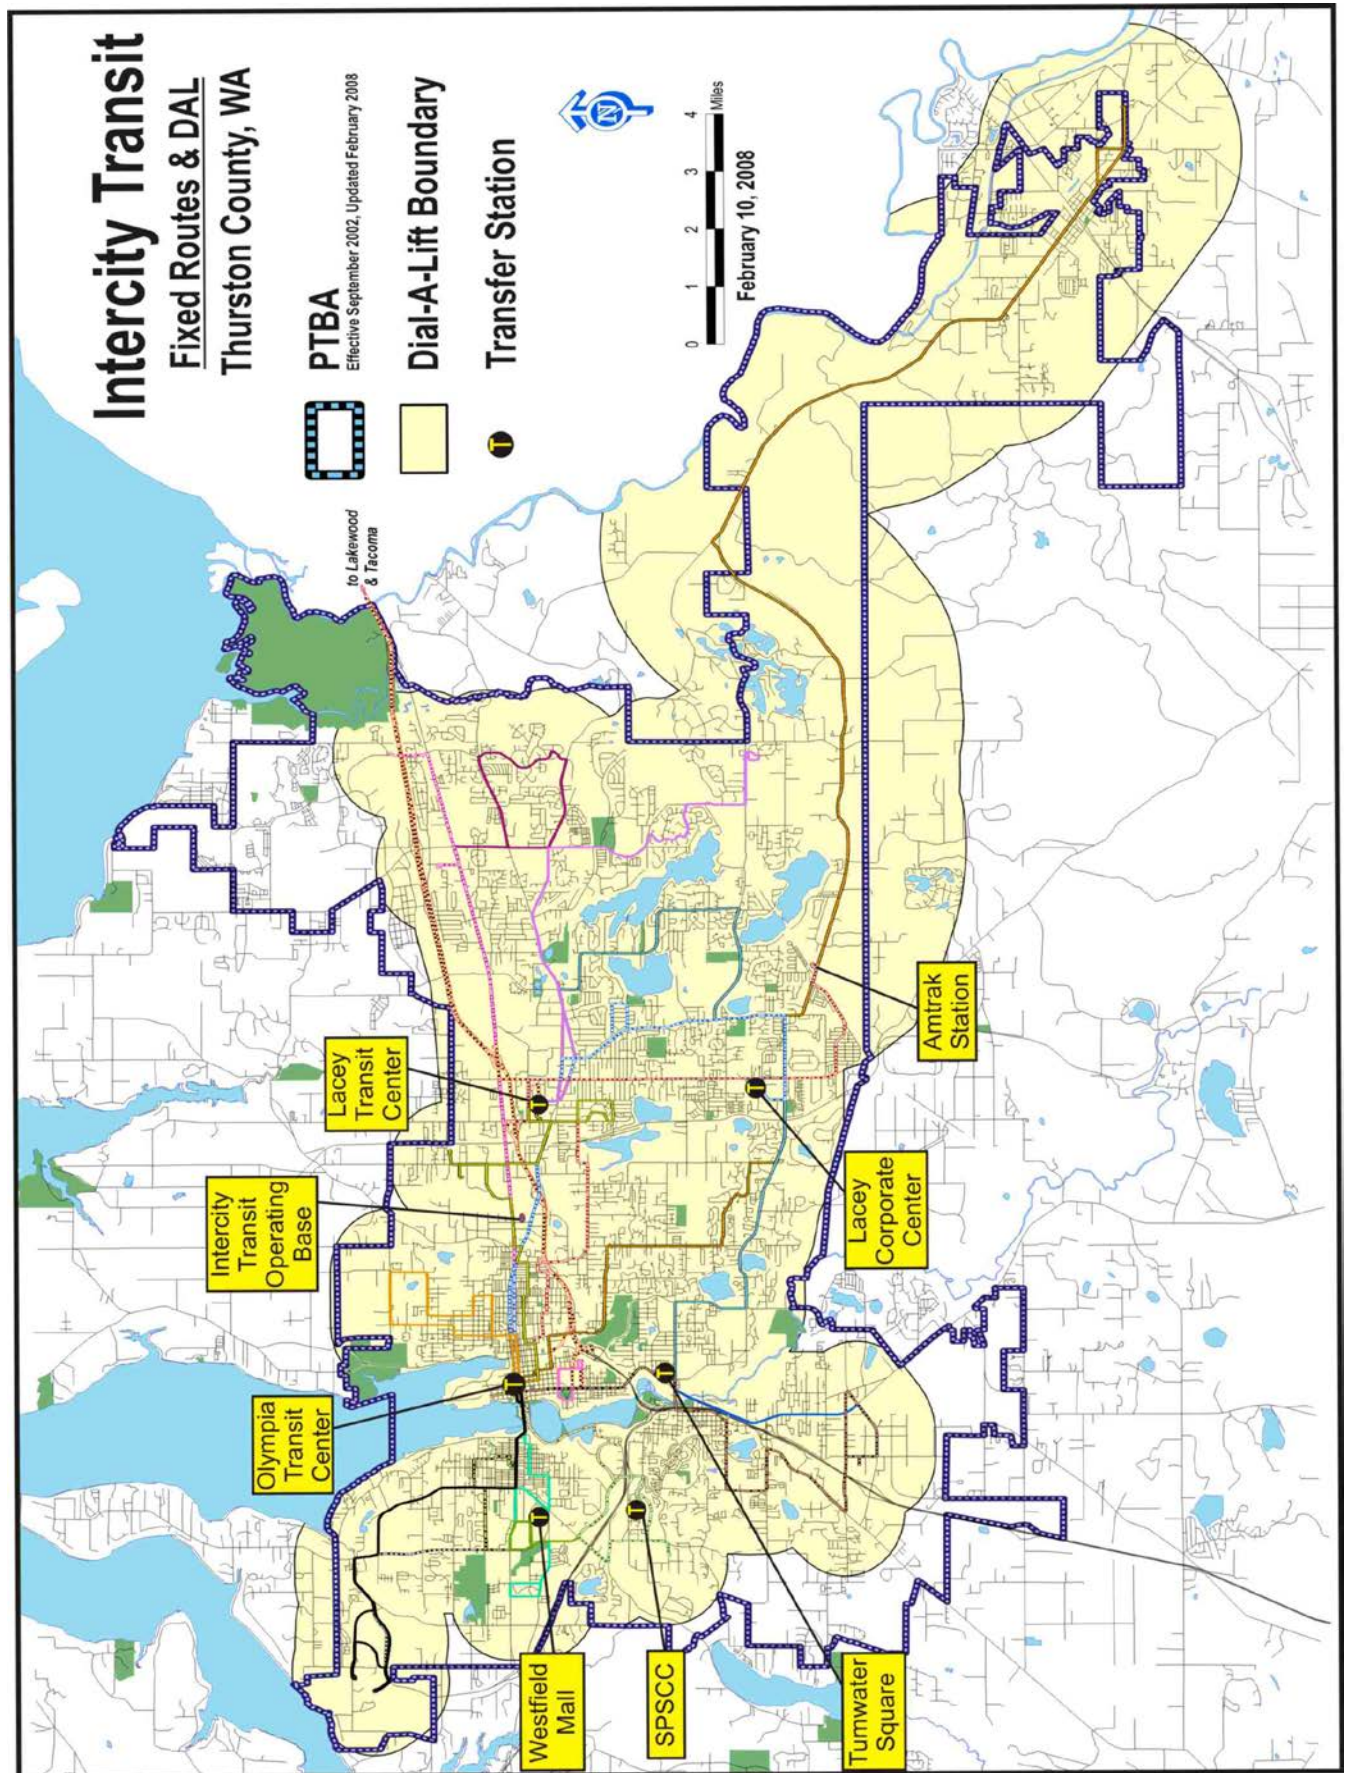 Intercity Transit
Fixed Routes & DAL
Thurston County, WA
PTBA
Effective September 2002, Updated February 2008
Dial-A-Lift Boundary
T
Transfer Station
N
0 1 2 3 4
Miles
February 10, 2008
to Lakewood
& Tacoma
Lacey
Transit
Center
Intercity
Transit
Operating
Base
Olympia
Transit
Center
T
T
T
T
T
T
Westfield
Mall
SPSCC
Tumwater
Square
Lacey
Corporate
Center
Amtrak
Station